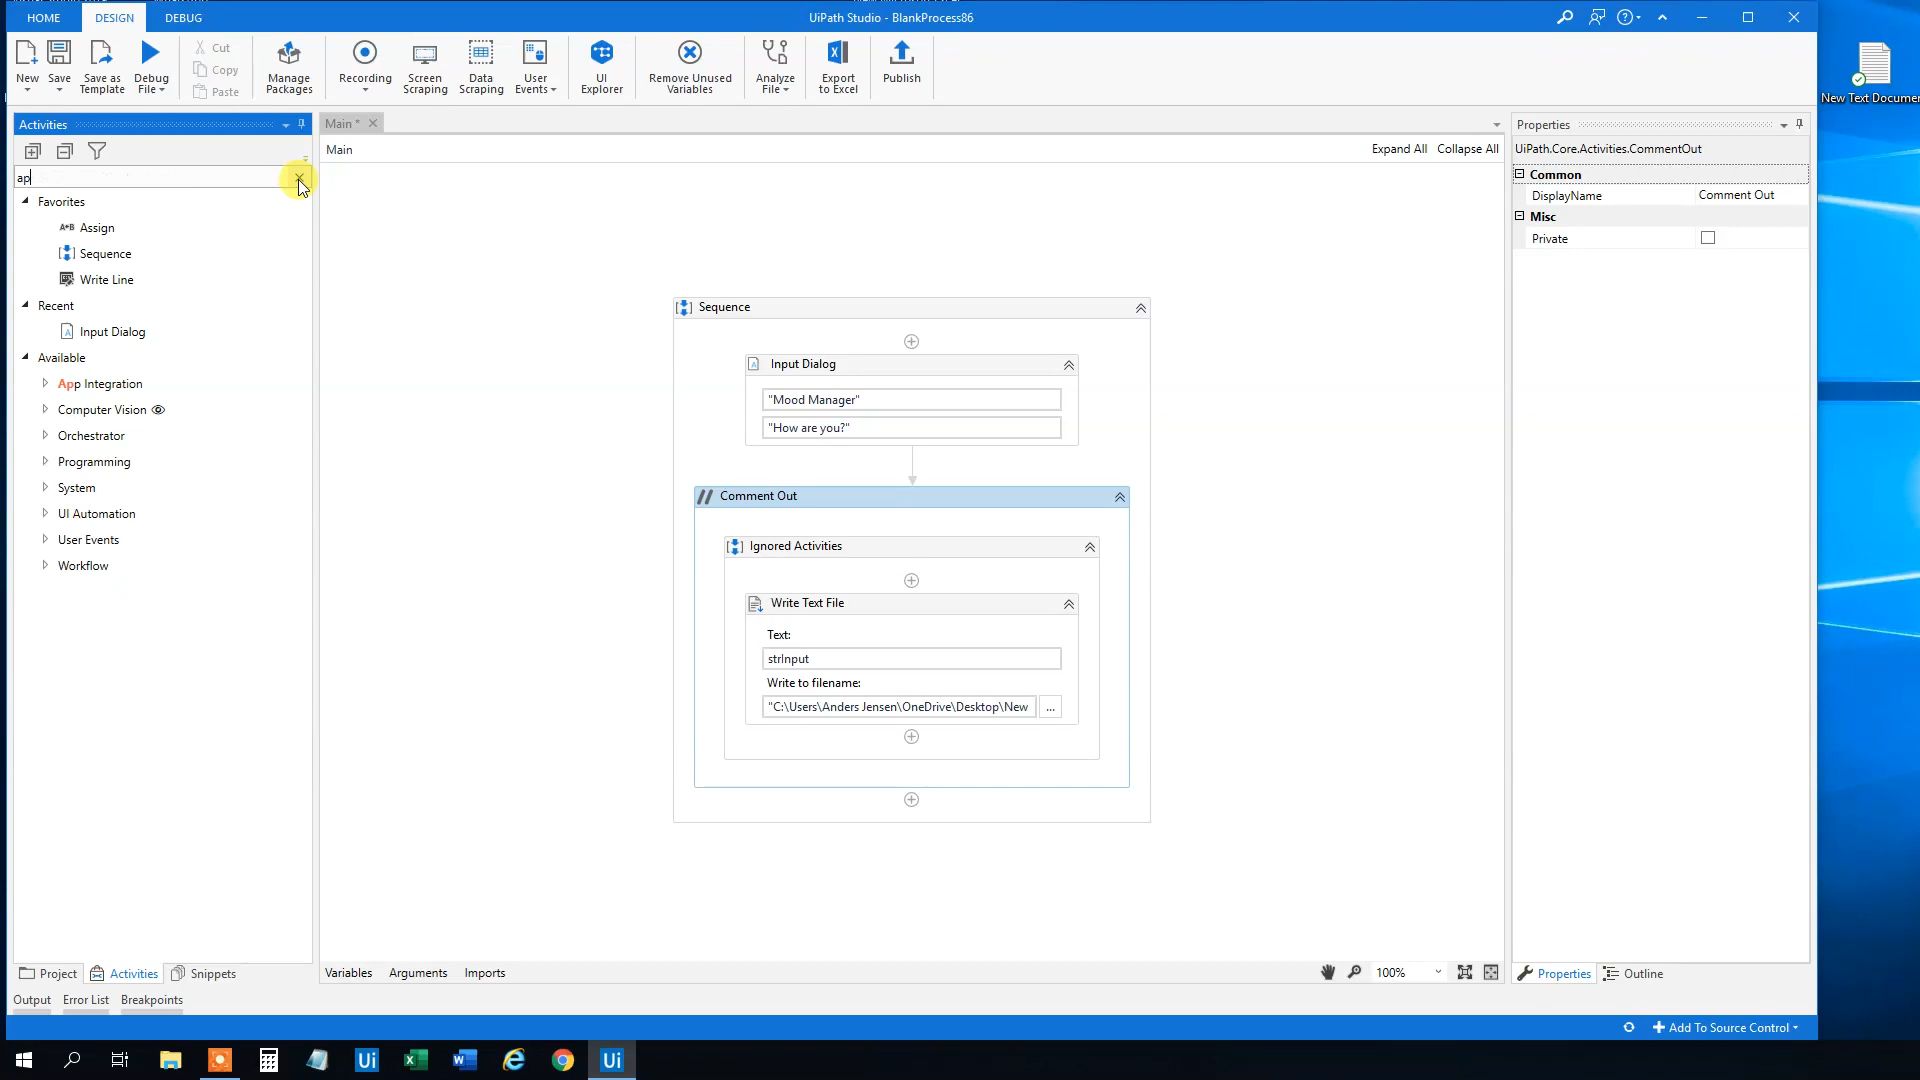 HOME DESIGN DEBUG
UiPath Studio - BlankProcess86
New Save Save as Template Debug File
Cut
Copy
Paste
Manage Packages Recording Screen Scraping Data Scraping User Events UI Explorer Remove Unused Variables Analyze File Export to Excel Publish
New Text Documen
Activities
ap
Favorites
Assign
Sequence
Write Line
Recent
Input Dialog
Available
App Integration
Computer Vision
Orchestrator
Programming
System
UI Automation
User Events
Workflow
Main *
Main
Expand All Collapse All
Sequence
Input Dialog
"Mood Manager"
"How are you?"
Comment Out
Ignored Activities
Write Text File
Text:
strInput
Write to filename:
"C:\Users\Anders Jensen\OneDrive\Desktop\New ...
Properties
UiPath.Core.Activities.CommentOut
Common
DisplayName Comment Out
Misc
Private
Project Activities Snippets
Variables Arguments Imports
100%
Properties Outline
Output Error List Breakpoints
Add To Source Control
Ui
Ui